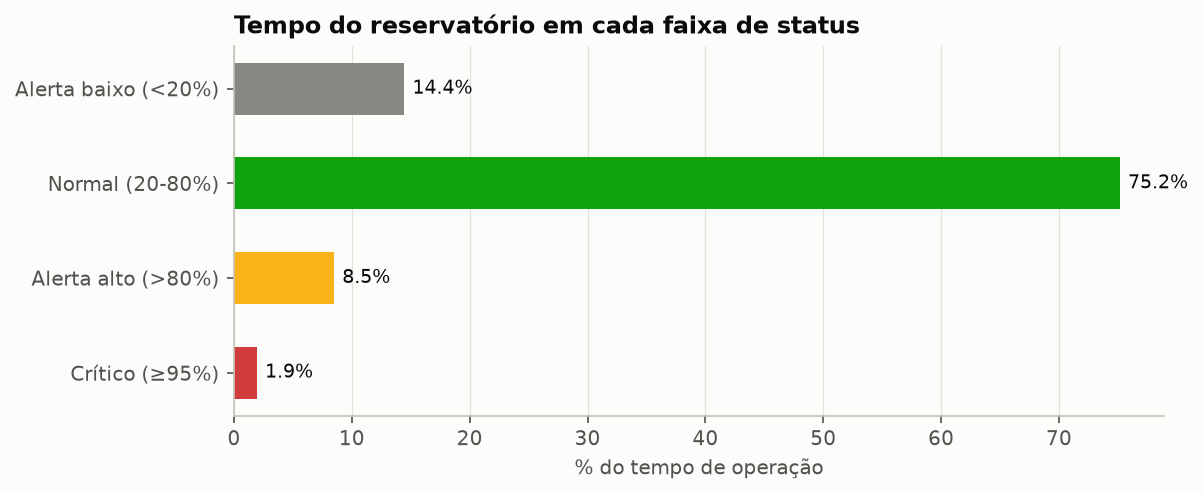 Tempo do reservatório em cada faixa de status
Alerta baixo (<20%) 14.4%
Normal (20-80%) 75.2%
Alerta alto (>80%) 8.5%
Crítico (≥95%) 1.9%
0 10 20 30 40 50 60 70
% do tempo de operação